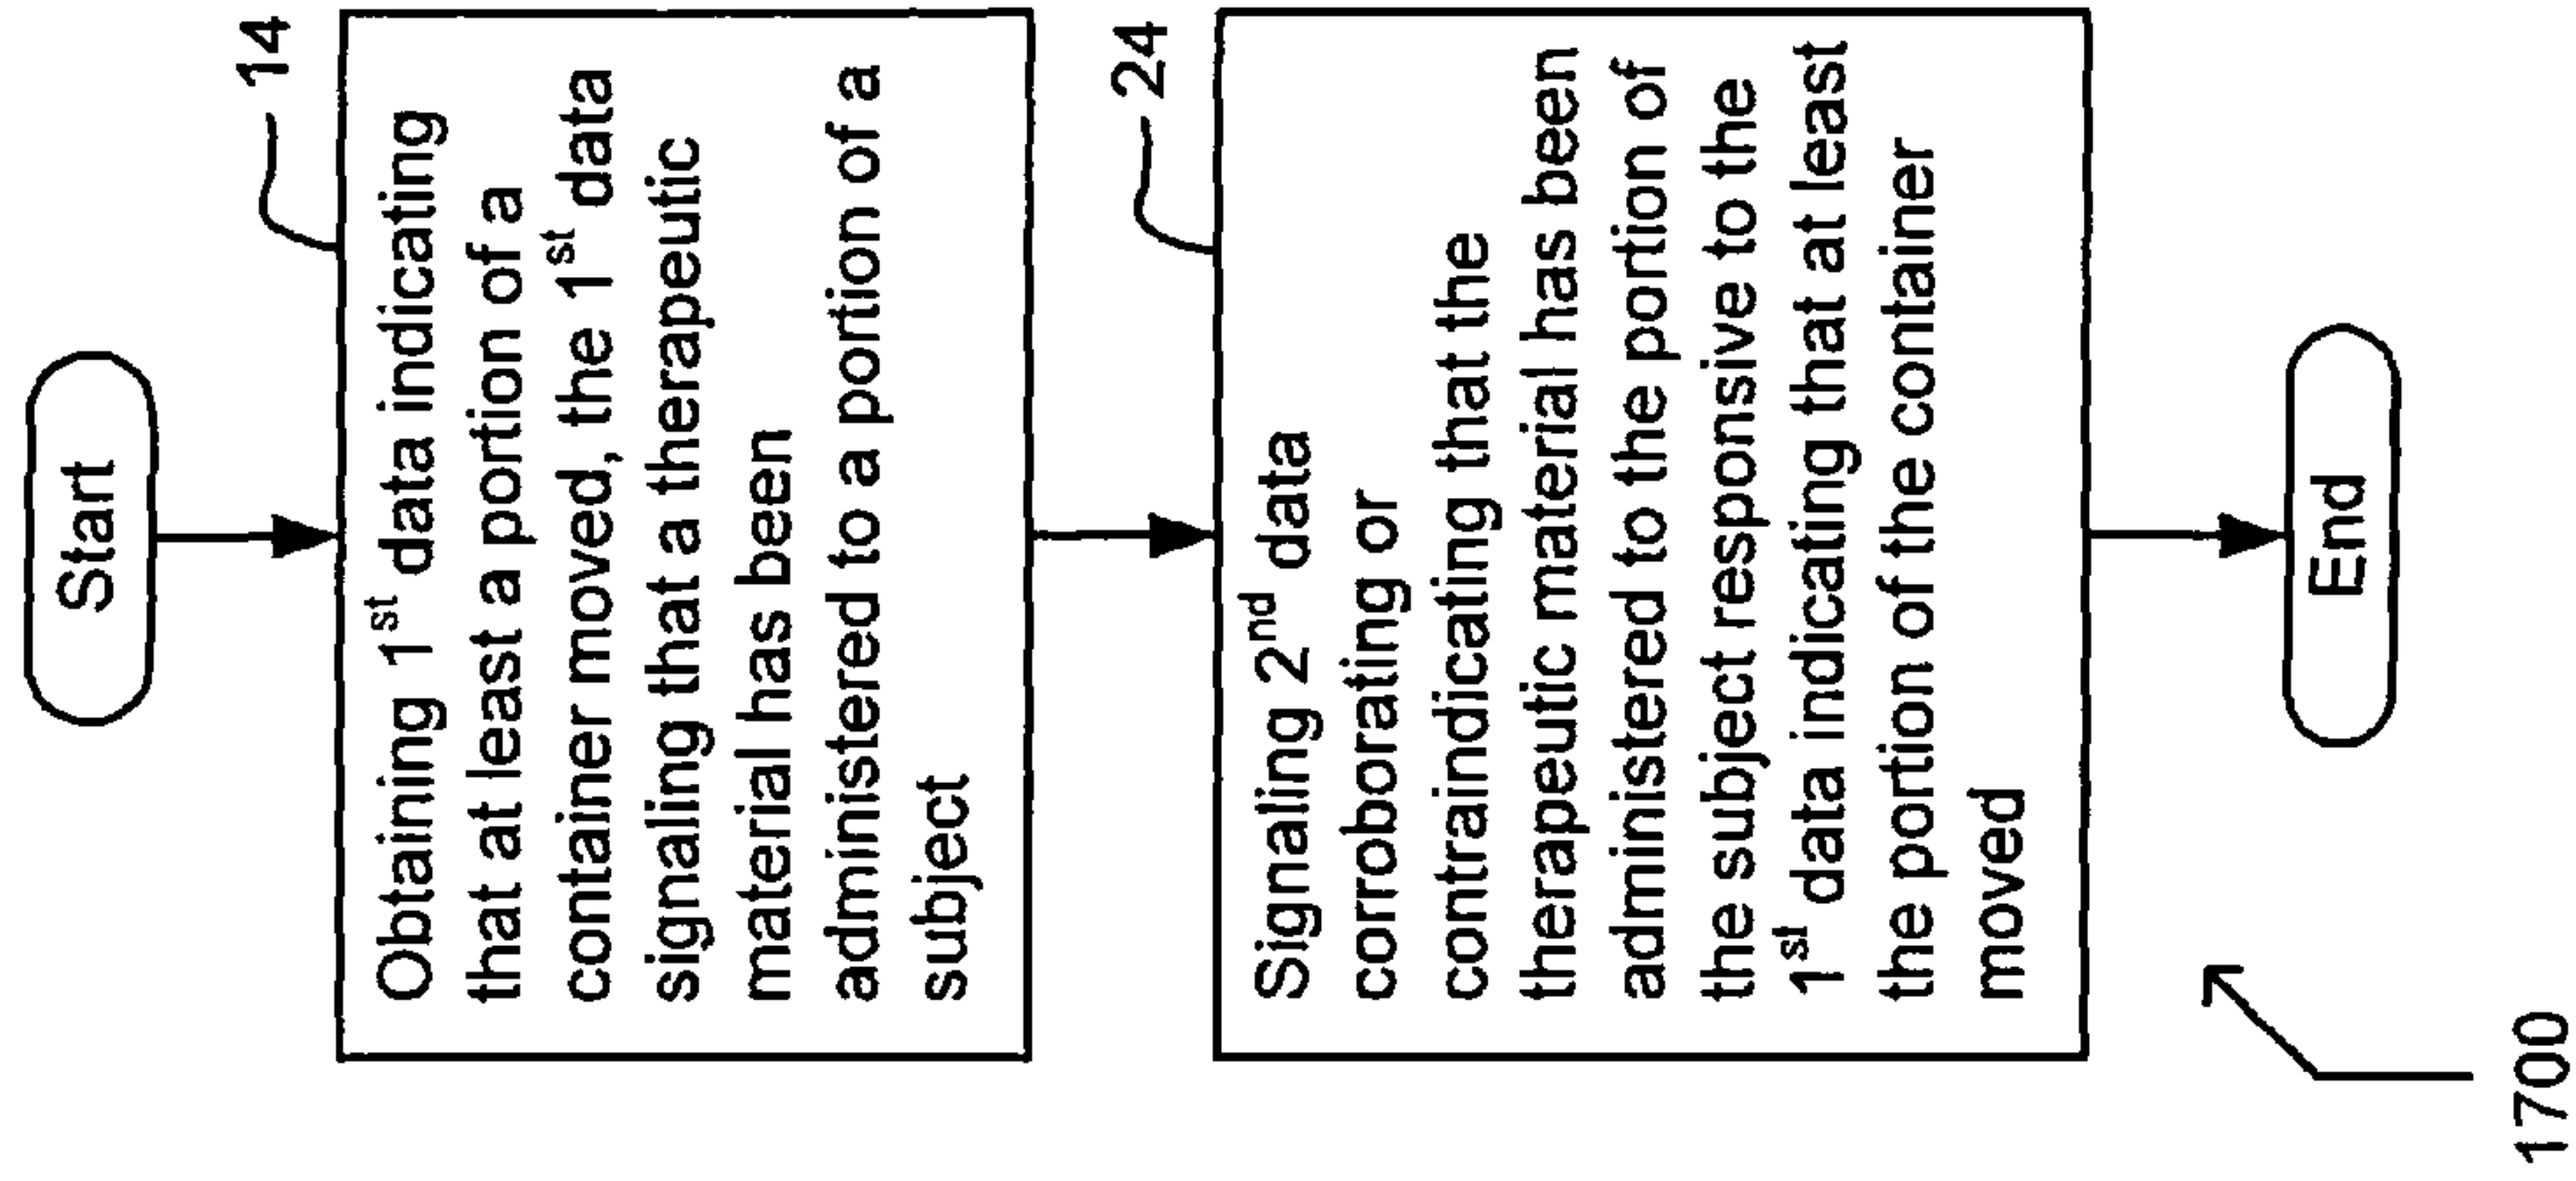 Start
14
Obtaining 1st data indicating
that at least a portion of a
container moved, the 1st data
signaling that a therapeutic
material has been
administered to a portion of a
subject
24
Signaling 2nd data
corroborating or
contraindicating that the
therapeutic material has been
administered to the portion of
the subject responsive to the
1st data indicating that at least
the portion of the container
moved
End
1700